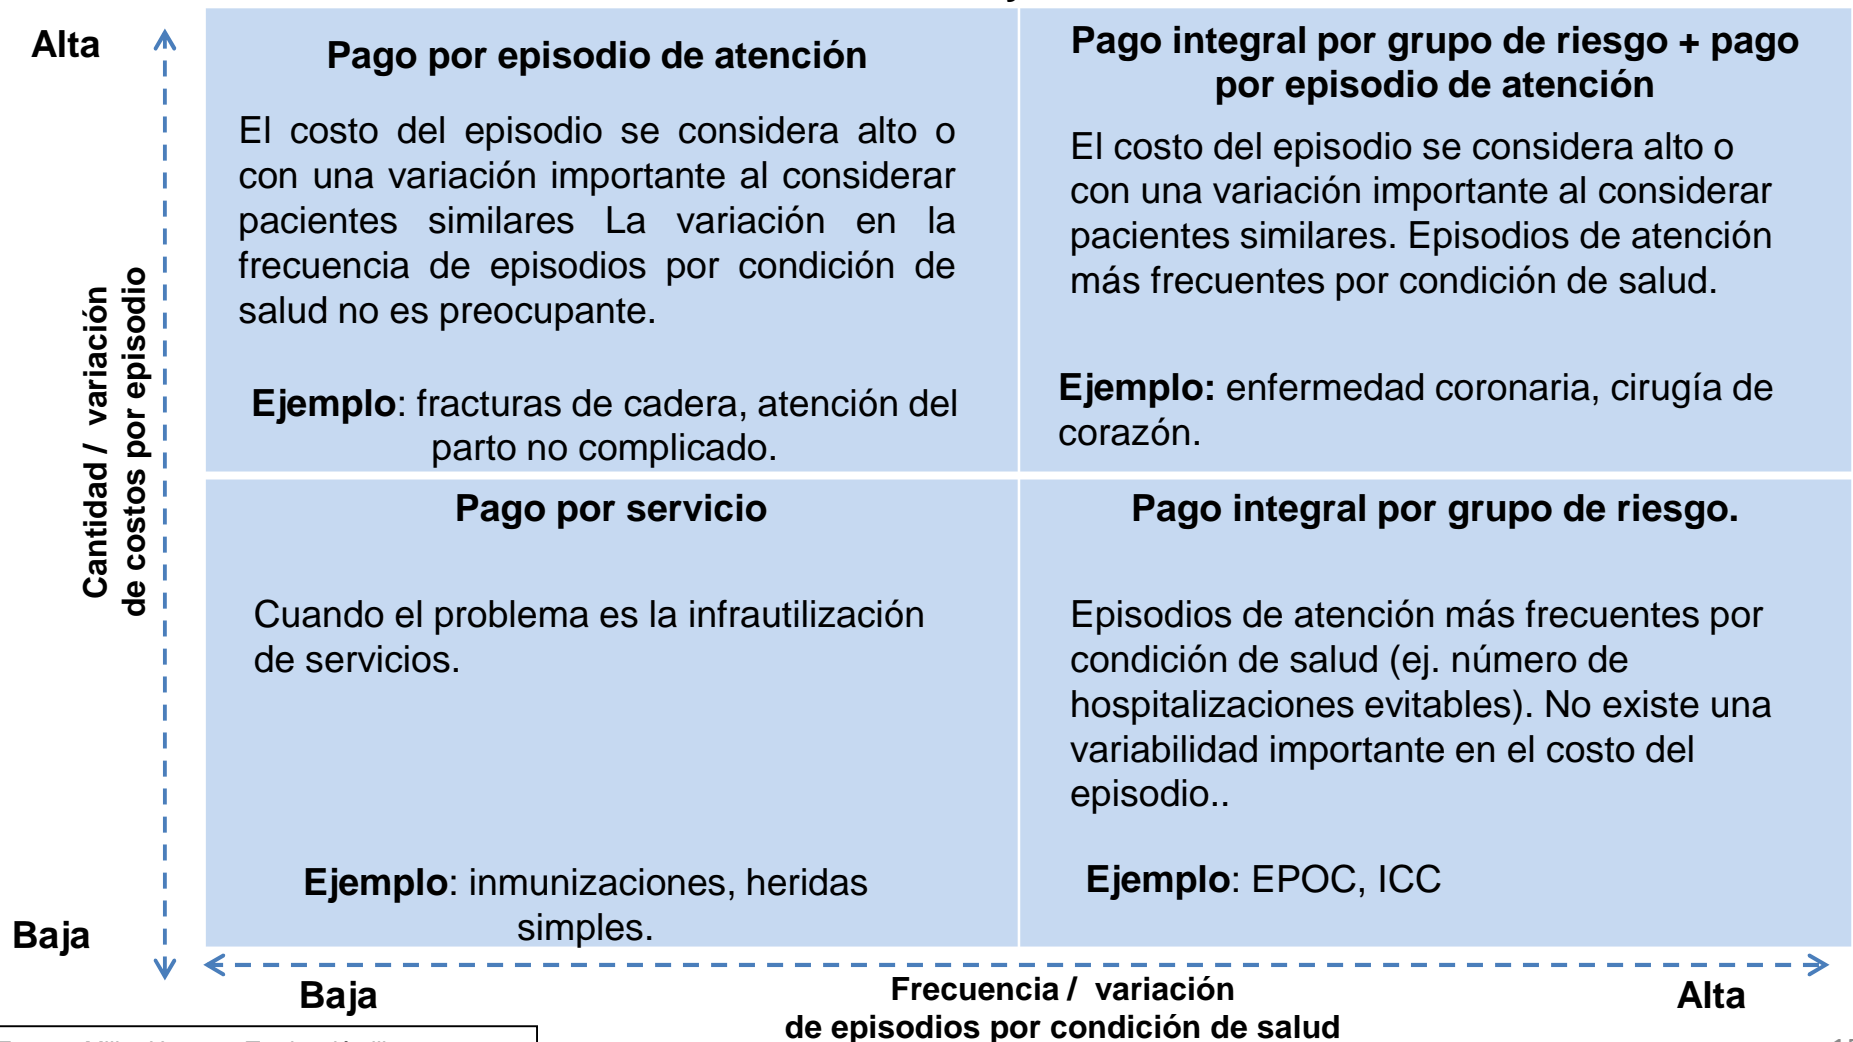 Alta
Pago por episodio de atención
El costo del episodio se considera alto o
con una variación importante al considerar
pacientes similares La variación en la
frecuencia de episodios por condición de
salud no es preocupante.
Ejemplo: fracturas de cadera, atención del
parto no complicado.
Pago integral por grupo de riesgo + pago
por episodio de atención
El costo del episodio se considera alto o
con una variación importante al considerar
pacientes similares. Episodios de atención
más frecuentes por condición de salud.
Ejemplo: enfermedad coronaria, cirugía de
corazón.
Cantidad / variación
de costos por episodio
Pago por servicio
Cuando el problema es la infrautilización
de servicios.
Ejemplo: inmunizaciones, heridas
simples.
Pago integral por grupo de riesgo.
Episodios de atención más frecuentes por
condición de salud (ej. número de
hospitalizaciones evitables). No existe una
variabilidad importante en el costo del
episodio..
Ejemplo: EPOC, ICC
Baja
Baja
Frecuencia / variación
de episodios por condición de salud
Alta